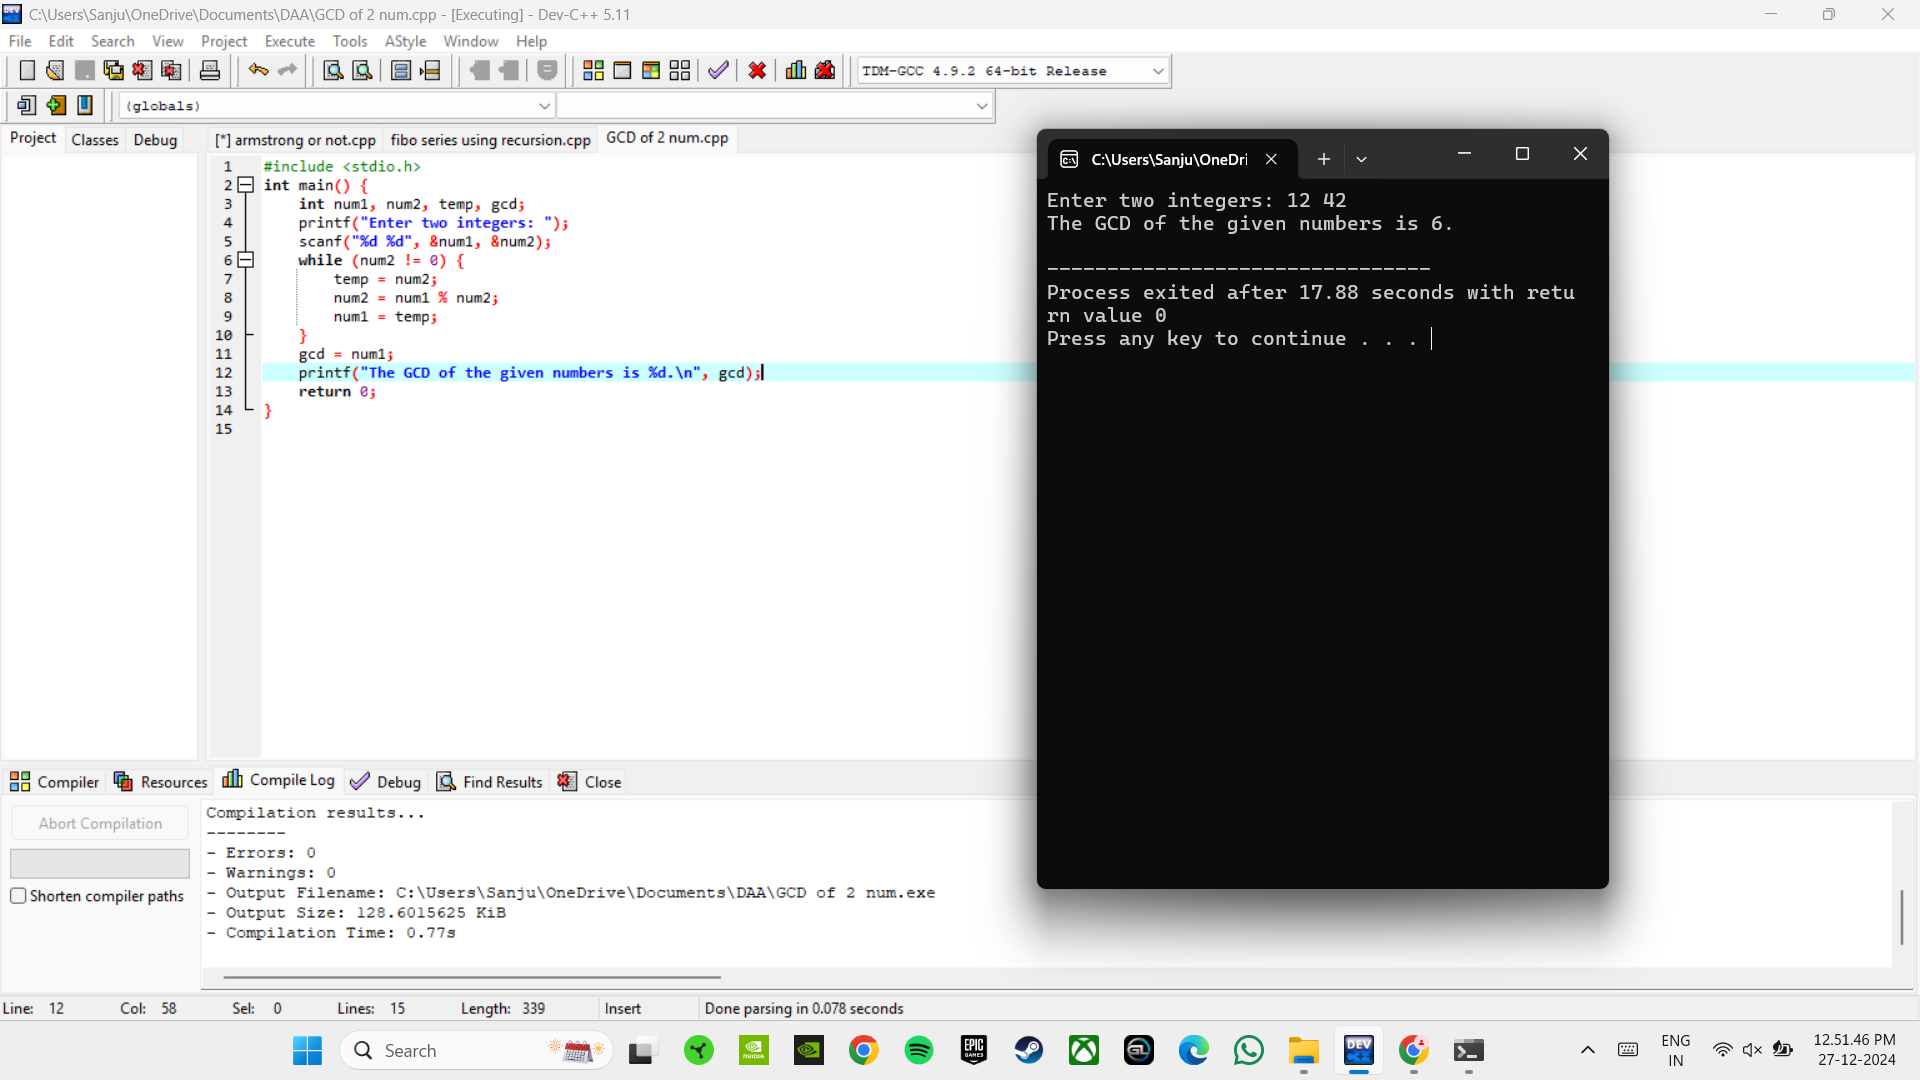 C:\Users\Sanju\OneDrive\Documents\DAA\GCD of 2 num.cpp - [Executing] - Dev-C++ 5.11
File Edit Search View Project Execute Tools AStyle Window Help
TDM-GCC 4.9.2 64-bit Release
(globals)
Project Classes Debug
[*] armstrong or not.cpp fibo series using recursion.cpp GCD of 2 num.cpp
1 #include <stdio.h>
2 int main() {
3 int num1, num2, temp, gcd;
4 printf("Enter two integers: ");
5 scanf("%d %d", &num1, &num2);
6 while (num2 != 0) {
7 temp = num2;
8 num2 = num1 % num2;
9 num1 = temp;
10 }
11 gcd = num1;
12 printf("The GCD of the given numbers is %d.\n", gcd);
13 return 0;
14 }
15
C:\Users\Sanju\OneDri
Enter two integers: 12 42
The GCD of the given numbers is 6.
--------------------------------
Process exited after 17.88 seconds with retu
rn value 0
Press any key to continue . . .
Compiler Resources Compile Log Debug Find Results Close
Abort Compilation
Shorten compiler paths
Compilation results...
--------
- Errors: 0
- Warnings: 0
- Output Filename: C:\Users\Sanju\OneDrive\Documents\DAA\GCD of 2 num.exe
- Output Size: 128.6015625 KiB
- Compilation Time: 0.77s
Line: 12 Col: 58 Sel: 0 Lines: 15 Length: 339 Insert Done parsing in 0.078 seconds
Search
NVIDIA
EPIC GAMES
DEV C++
ENG
IN
12.51.46 PM
27-12-2024